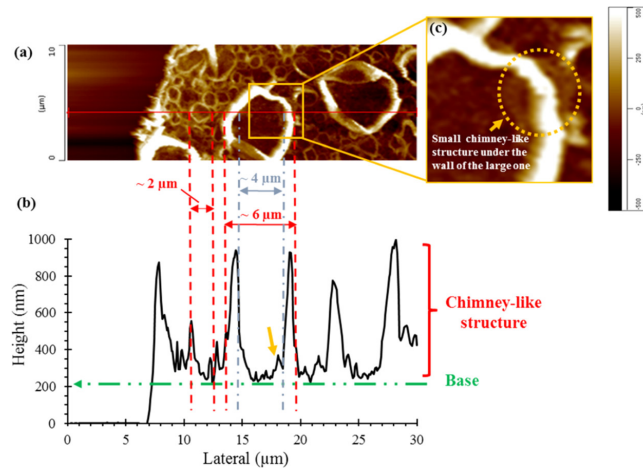 (a)
10
(μm)
0
(c)
Small chimney-like
structure under the
wall of the large one
500
250
0
-250
-500
~ 2 μm
~ 4 μm
~ 6 μm
(b)
1000
800
600
400
200
0
Height (nm)
Chimney-like
structure
Base
0 5 10 15 20 25 30
Lateral (μm)